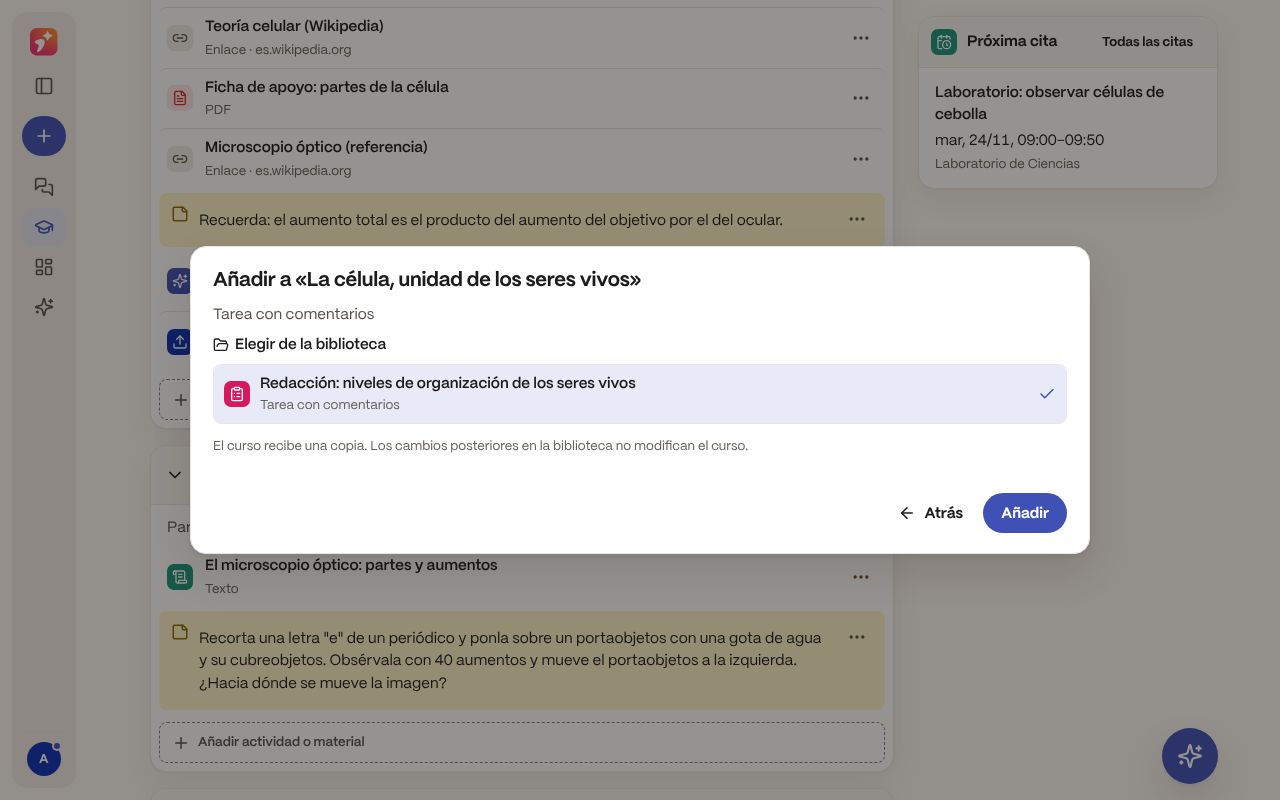 Teoría celular (Wikipedia)
Enlace · es.wikipedia.org
Ficha de apoyo: partes de la célula
PDF
Microscopio óptico (referencia)
Enlace · es.wikipedia.org
Recuerda: el aumento total es el producto del aumento del objetivo por el del ocular.
Próxima cita
Todas las citas
Laboratorio: observar células de
cebolla
mar, 24/11, 09:00–09:50
Laboratorio de Ciencias
Añadir a «La célula, unidad de los seres vivos»
Tarea con comentarios
Elegir de la biblioteca
Redacción: niveles de organización de los seres vivos
Tarea con comentarios
El curso recibe una copia. Los cambios posteriores en la biblioteca no modifican el curso.
Atrás
Añadir
El microscopio óptico: partes y aumentos
Texto
Recorta una letra "e" de un periódico y ponla sobre un portaobjetos con una gota de agua
y su cubreobjetos. Obsérvala con 40 aumentos y mueve el portaobjetos a la izquierda.
¿Hacia dónde se mueve la imagen?
Añadir actividad o material
A